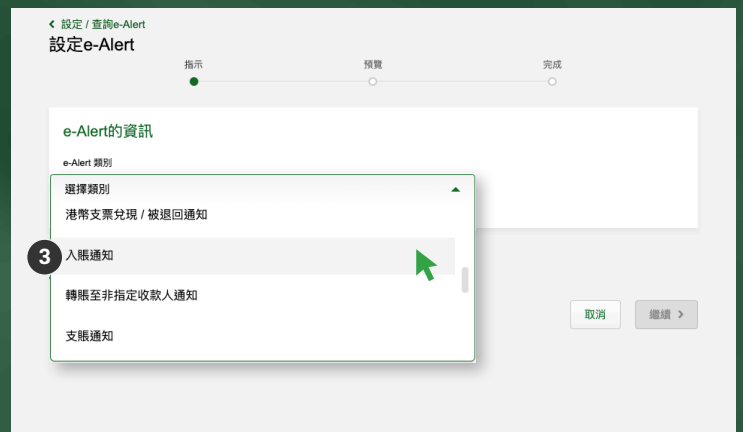 設定 / 查詢e-Alert
設定e-Alert
指示 預覽 完成
e-Alert的資訊
e-Alert 類別
選擇類別
港幣支票兌現 / 被退回通知
3 入賬通知
轉賬至非指定收款人通知
支賬通知
取消 繼續